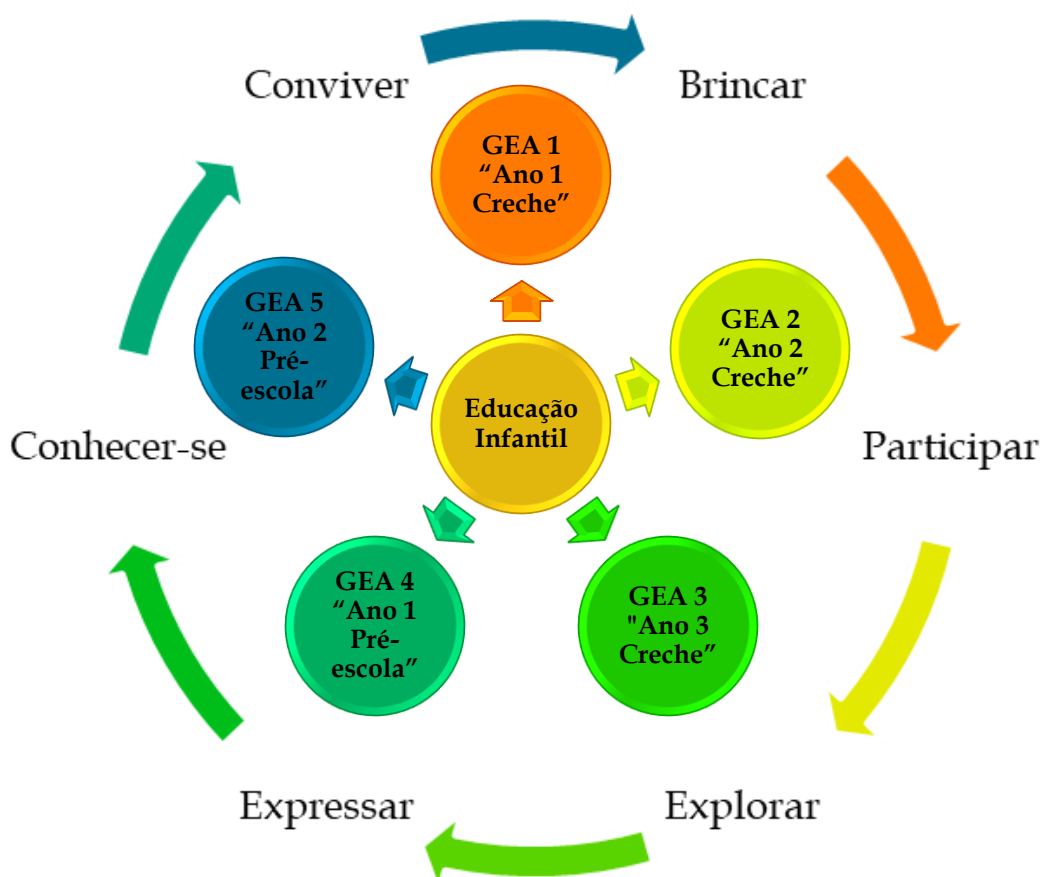 Conviver
Brincar
GEA 1
“Ano 1
Creche”
GEA 5
“Ano 2
Pré-
escola”
GEA 2
“Ano 2
Creche”
Educação
Infantil
Conhecer-se
Participar
GEA 4
“Ano 1
Pré-
escola”
GEA 3
"Ano 3
Creche”
Expressar
Explorar